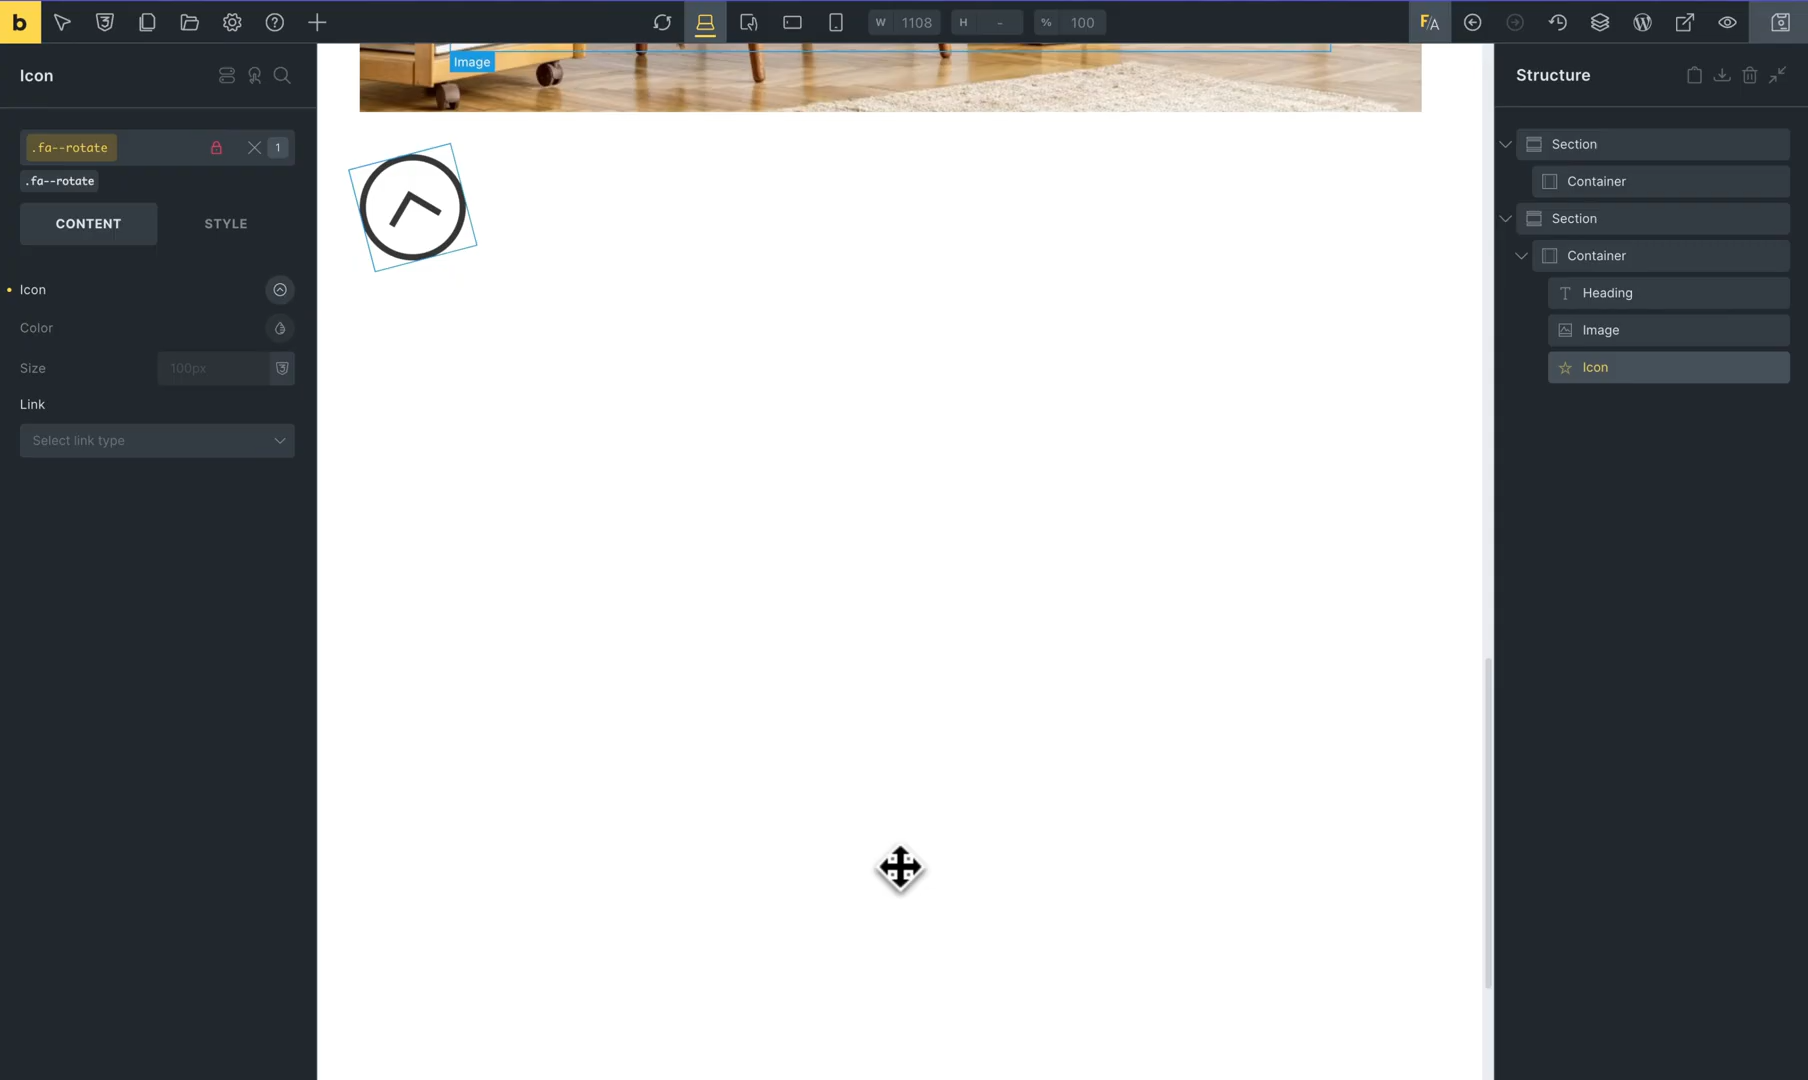 b
W 1108 H - % 100
FA
Icon
.fa--rotate 1
.fa--rotate
CONTENT STYLE
Icon
Color
Size 100px
Link
Select link type
Image
Structure
Section
Container
Section
Container
Heading
Image
Icon